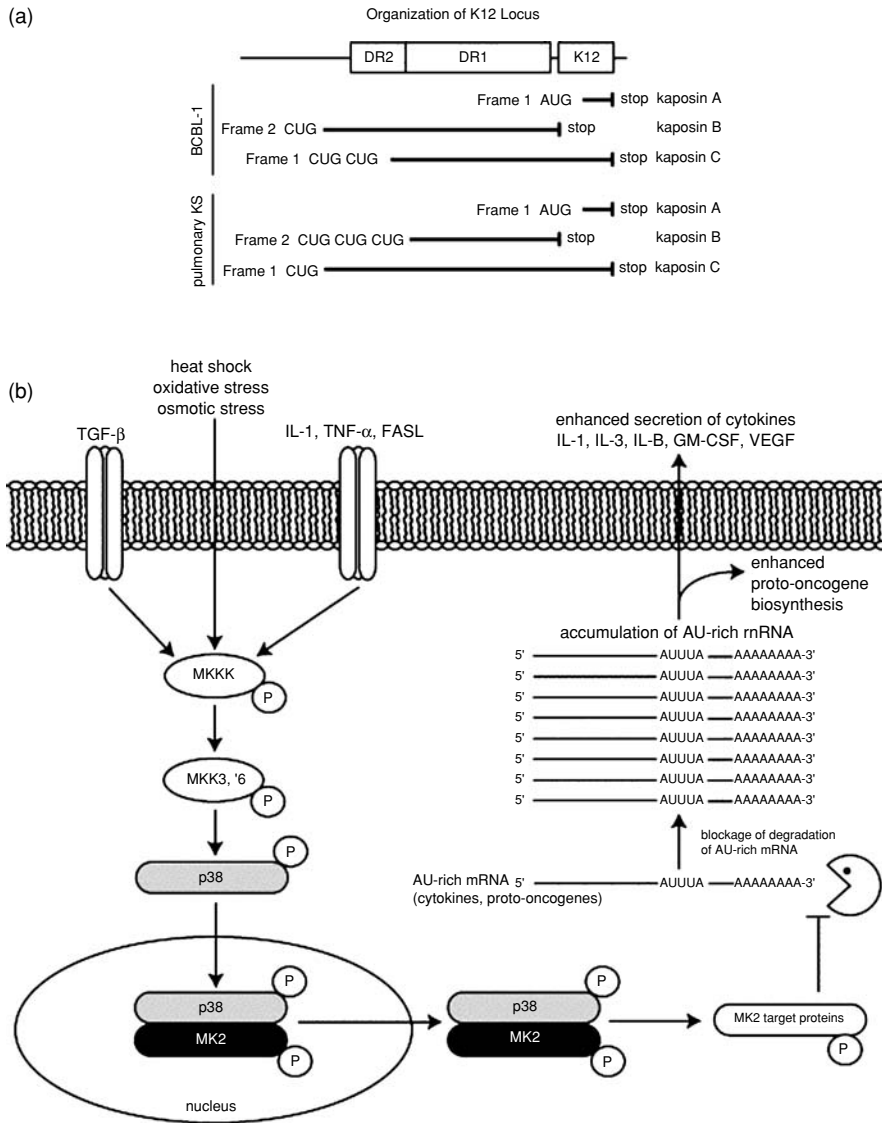 (a)
Organization of K12 Locus
DR2 DR1 K12
BCBL-1
Frame 1 AUG stop kaposin A
Frame 2 CUG stop kaposin B
Frame 1 CUG CUG stop kaposin C
pulmonary KS
Frame 1 AUG stop kaposin A
Frame 2 CUG CUG CUG stop kaposin B
Frame 1 CUG stop kaposin C
(b)
heat shock
oxidative stress
osmotic stress
TGF-β
IL-1, TNF-α, FASL
enhanced secretion of cytokines
IL-1, IL-3, IL-B, GM-CSF, VEGF
enhanced
proto-oncogene
biosynthesis
accumulation of AU-rich rnRNA
5' AUUUA AAAAAAAA-3'
5' AUUUA AAAAAAAA-3'
5' AUUUA AAAAAAAA-3'
5' AUUUA AAAAAAAA-3'
5' AUUUA AAAAAAAA-3'
5' AUUUA AAAAAAAA-3'
5' AUUUA AAAAAAAA-3'
5' AUUUA AAAAAAAA-3'
blockage of degradation
of AU-rich mRNA
AU-rich mRNA 5' AUUUA AAAAAAAA-3'
(cytokines, proto-oncogenes)
MKKK
P
MKK3, '6
P
P
p38
P
p38
MK2
P
nucleus
P
p38
MK2
P
MK2 target proteins
P